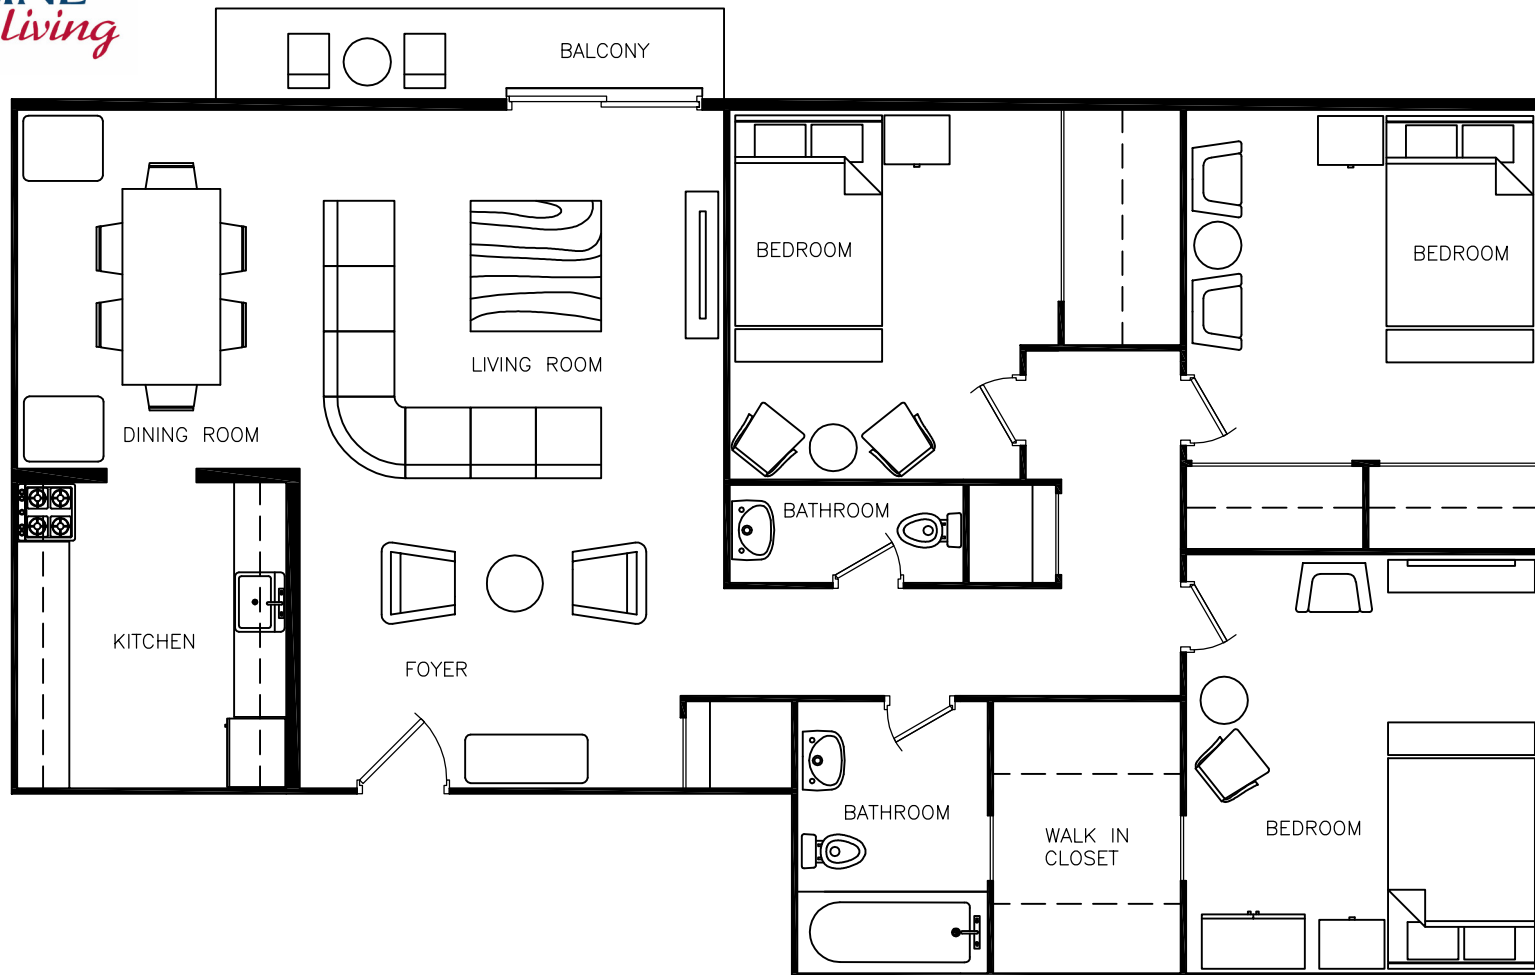 Living
BALCONY
BEDROOM
BEDROOM
LIVING ROOM
DINING ROOM
BATHROOM
KITCHEN
FOYER
BATHROOM
WALK IN
CLOSET
BEDROOM